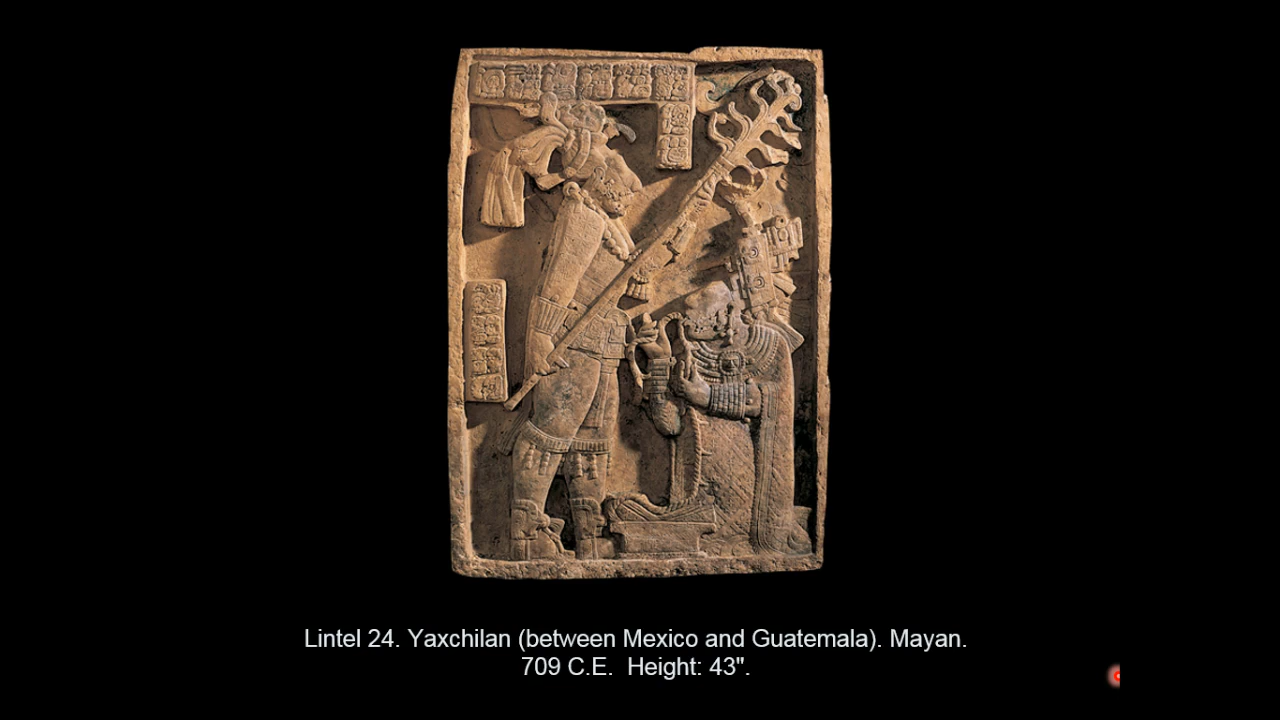 Lintel 24. Yaxchilan (between Mexico and Guatemala). Mayan.
709 C.E.  Height: 43".